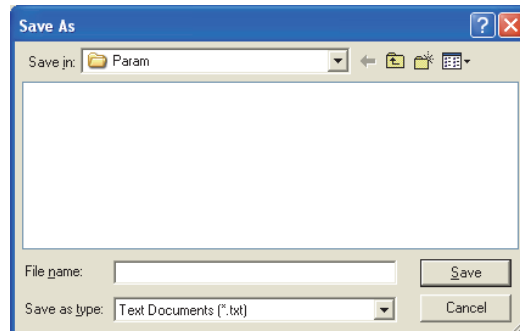 Save As
Save in: Param
File name: Save
Save as type: Text Documents (*.txt) Cancel